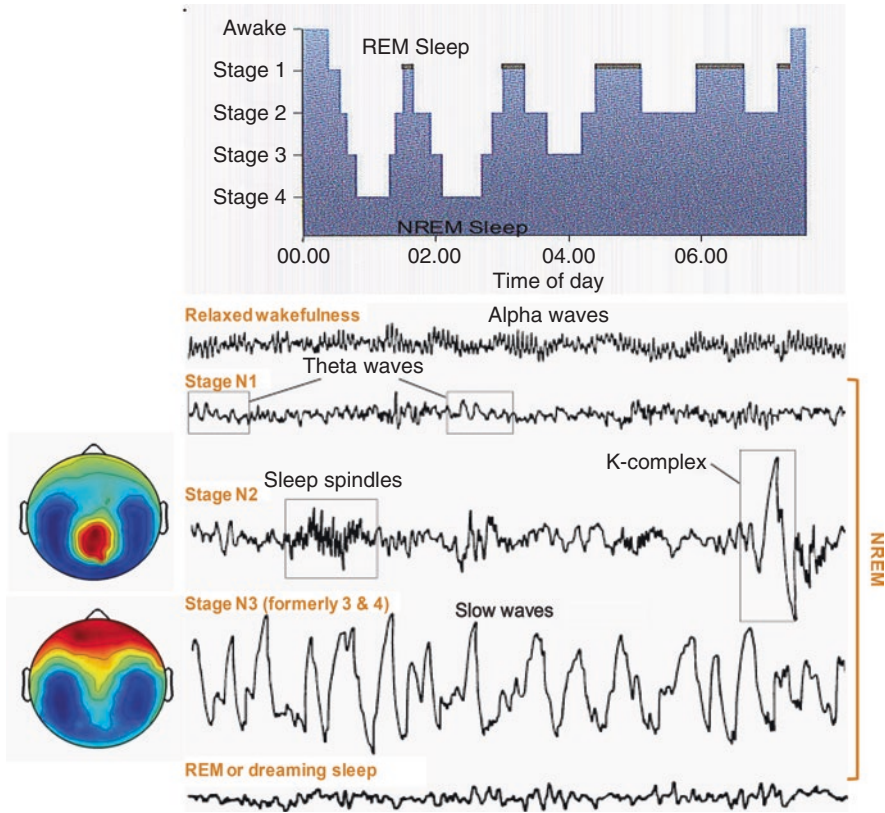 Awake
REM Sleep
Stage 1
Stage 2
Stage 3
Stage 4
NREM Sleep
00.00 02.00 04.00 06.00
Time of day
Relaxed wakefulness Alpha waves
Theta waves
Stage N1
K-complex
Sleep spindles
Stage N2
NREM
Stage N3 (formerly 3 & 4) Slow waves
REM or dreaming sleep